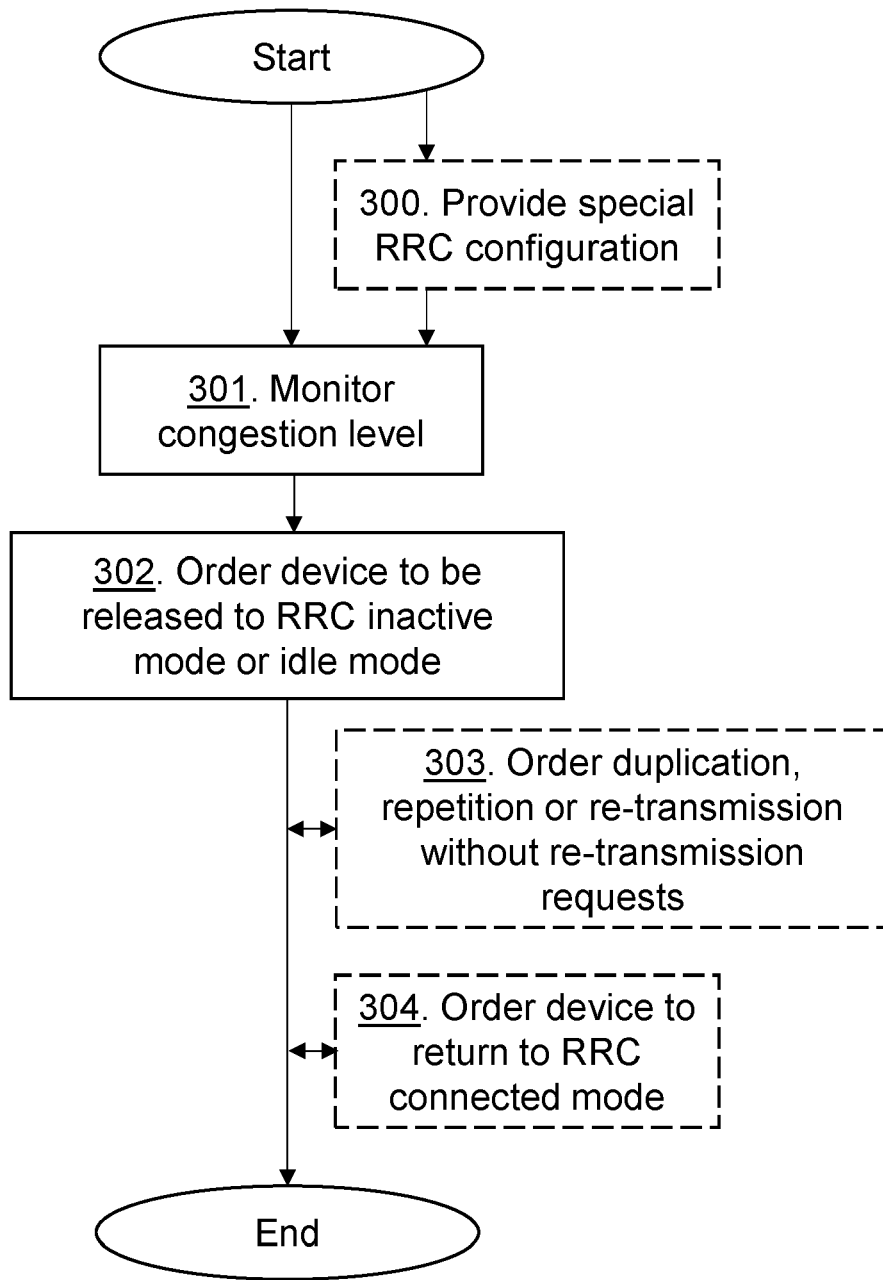 Start
300. Provide special
RRC configuration
301. Monitor
congestion level
302. Order device to be
released to RRC inactive
mode or idle mode
303. Order duplication,
repetition or re-transmission
without re-transmission
requests
304. Order device to
return to RRC
connected mode
End